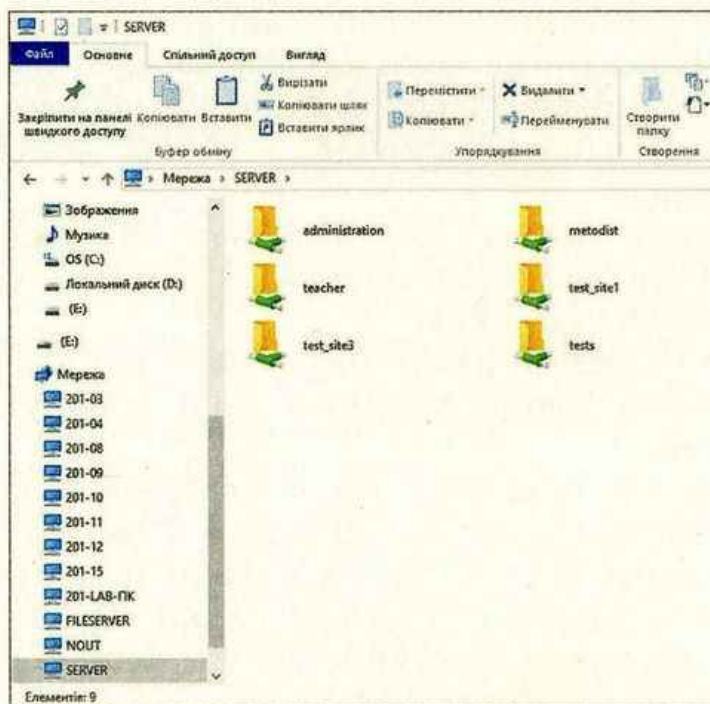 SERVER
Файл Основне Спільний доступ Вигляд
Закріпити на панелі швидкого доступу
Копіювати
Вставити
Вирізати
Копіювати шлях
Вставити ярлик
Перемістити
Копіювати
Видалити
Перейменувати
Створити папку
Буфер обміну Упорядкування Створення
Мережа > SERVER >
Зображення
Музика
OS (C:)
Локальний диск (D:)
(E:)
(E:)
Мережа
201-03
201-04
201-08
201-09
201-10
201-11
201-12
201-15
201-LAB-ПК
FILESERVER
NOUT
SERVER
administration
metodist
teacher
test_site1
test_site3
tests
Елементів: 9